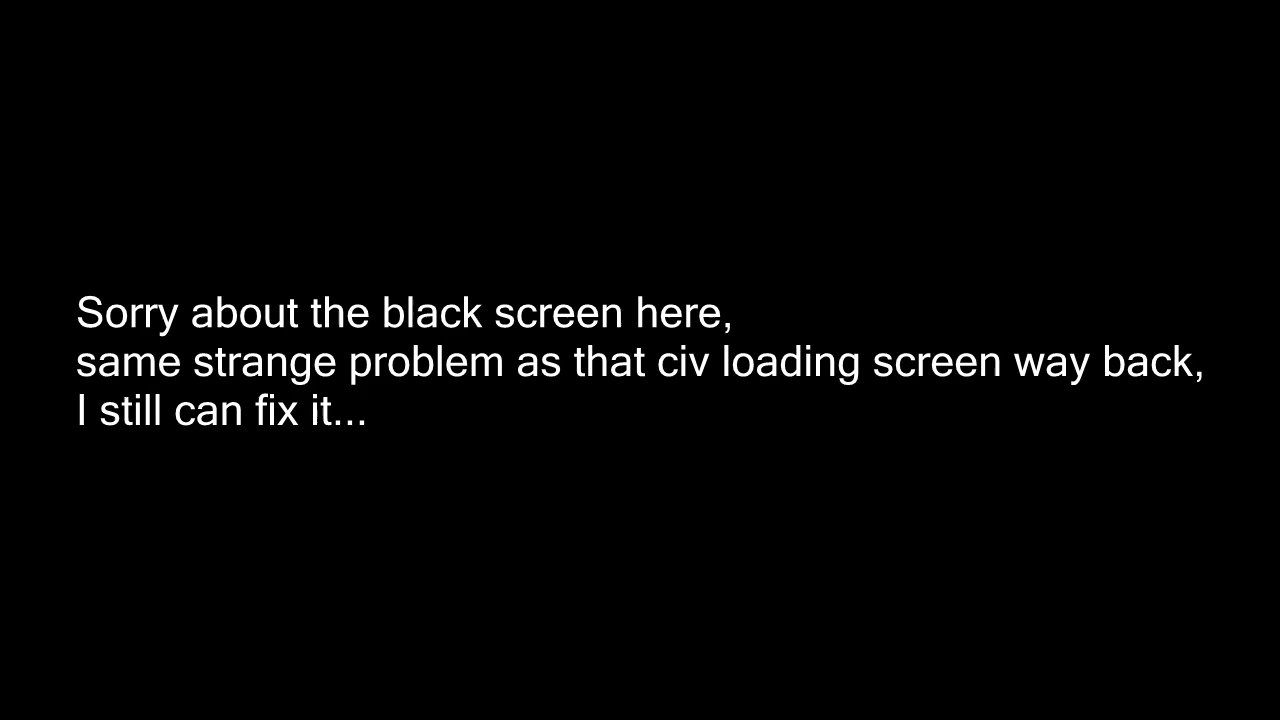 Sorry about the black screen here,
same strange problem as that civ loading screen way back,
I still can fix it...